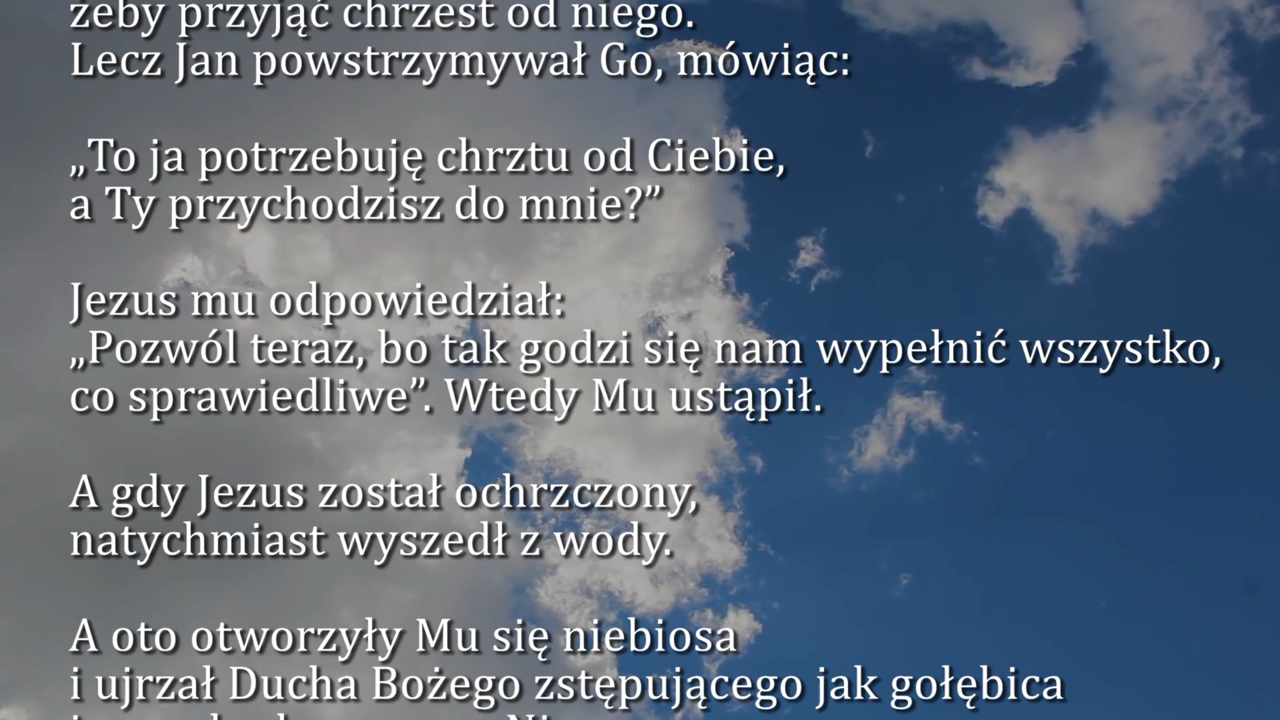 żeby przyjąć chrzest od niego.
Lecz Jan powstrzymywał Go, mówiąc:
„To ja potrzebuję chrztu od Ciebie,
a Ty przychodzisz do mnie?”
Jezus mu odpowiedział:
„Pozwól teraz, bo tak godzi się nam wypełnić wszystko,
co sprawiedliwe”. Wtedy Mu ustąpił.
A gdy Jezus został ochrzczony,
natychmiast wyszedł z wody.
A oto otworzyły Mu się niebiosa
i ujrzał Ducha Bożego zstępującego jak gołębica